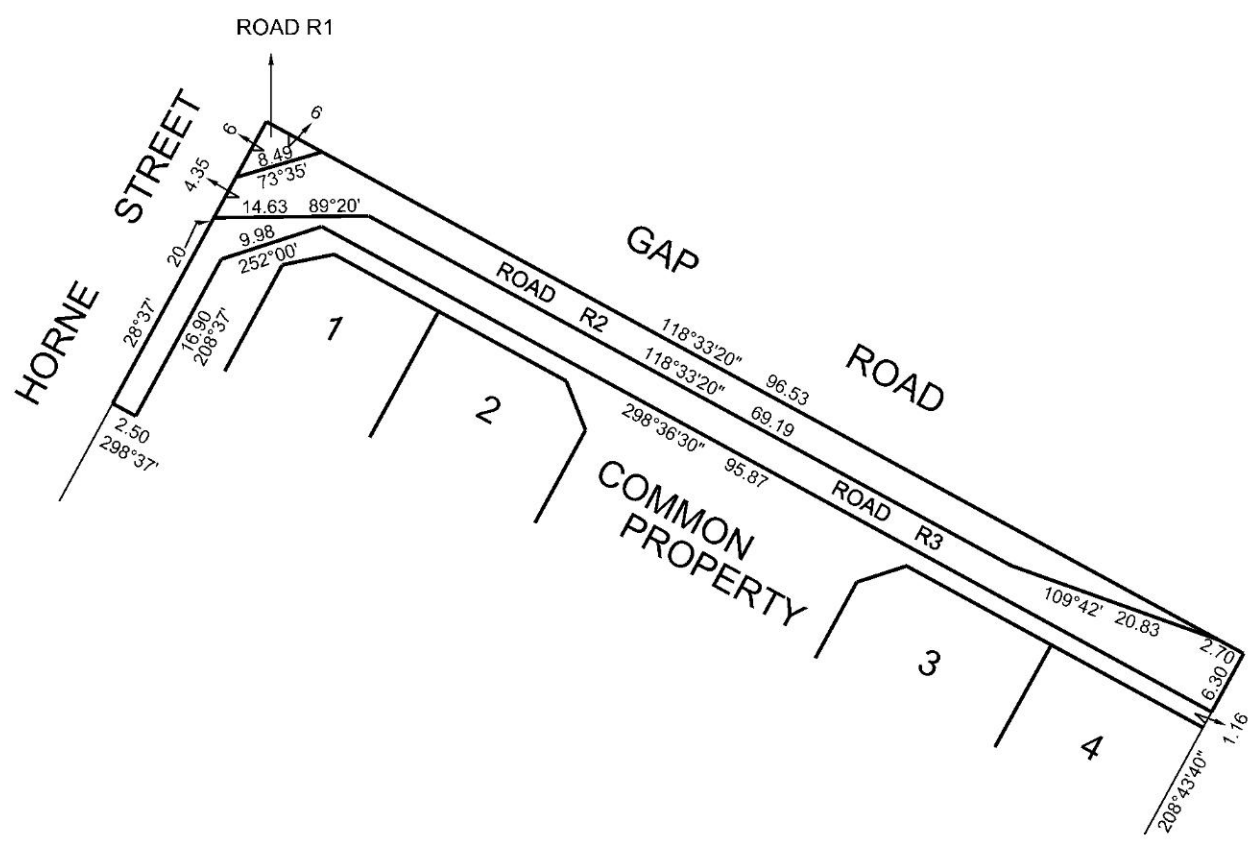 ROAD R1
6
6
8.49
73°35'
4.35
STREET
14.63 89°20'
20
9.98
252°00'
GAP
ROAD R2
118°33'20" 96.53
118°33'20" 69.19
ROAD
HORNE
28°37'
16.90
208°37'
1
2
298°36'30" 95.87
2.50
298°37'
COMMON
PROPERTY
ROAD R3
109°42' 20.83
2.70
6.30
1.16
3
4
208°43'40"